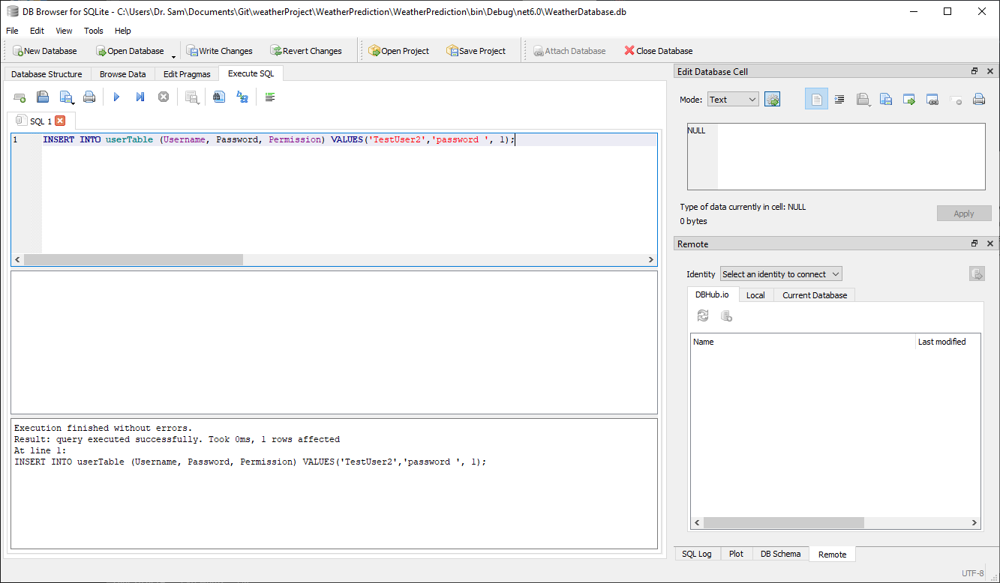 DB Browser for SQLite - C:\Users\Dr. Sam\Documents\Git\weatherProject\WeatherPrediction\WeatherPrediction\bin\Debug\net6.0\WeatherDatabase.db
File Edit View Tools Help
New Database Open Database Write Changes Revert Changes Open Project Save Project Attach Database Close Database
Database Structure Browse Data Edit Pragmas Execute SQL
SQL 1
1 INSERT INTO userTable (Username, Password, Permission) VALUES('TestUser2','password ', 1);
Execution finished without errors.
Result: query executed successfully. Took 0ms, 1 rows affected
At line 1:
INSERT INTO userTable (Username, Password, Permission) VALUES('TestUser2','password ', 1);
Edit Database Cell
Mode: Text
NULL
Type of data currently in cell: NULL
0 bytes
Apply
Remote
Identity Select an identity to connect
DBHub.io Local Current Database
Name Last modified
SQL Log Plot DB Schema Remote
UTF-8